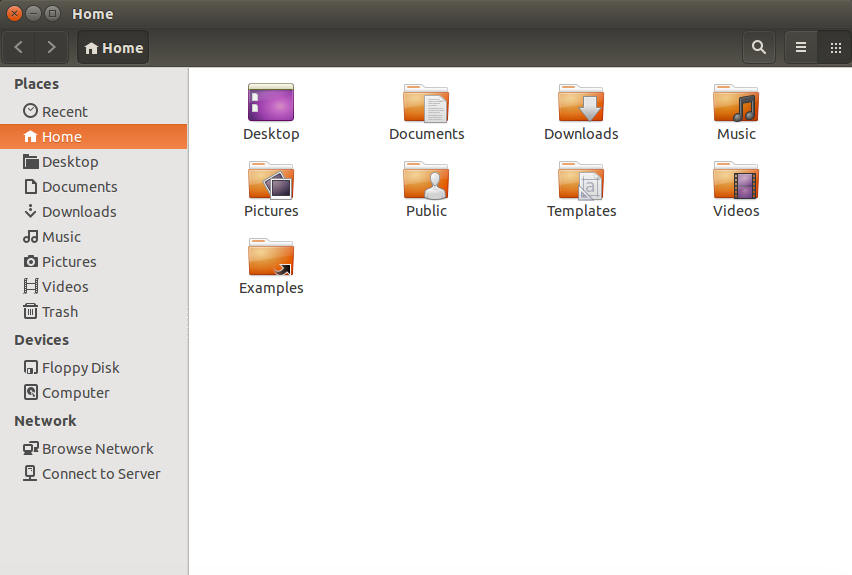 Home
Home
Places
Recent
Home
Desktop
Documents
Downloads
Music
Pictures
Videos
Trash
Devices
Floppy Disk
Computer
Network
Browse Network
Connect to Server
Desktop
Documents
Downloads
Music
Pictures
Public
Templates
Videos
Examples